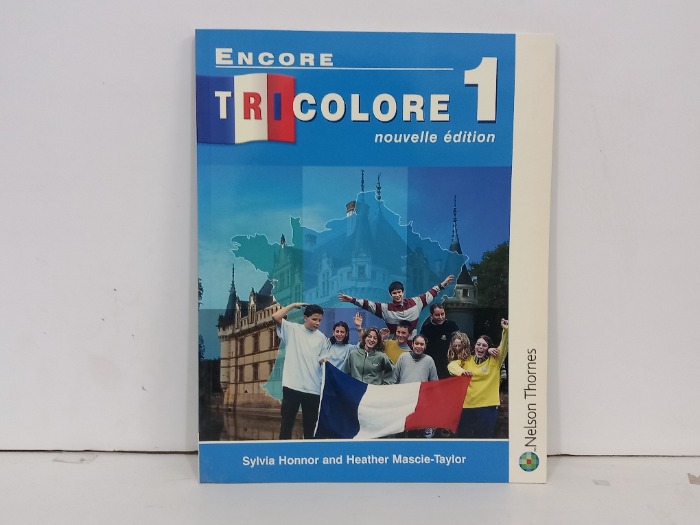 ENCORE
TRICOLORE 1
nouvelle édition
Sylvia Honnor and Heather Mascie-Taylor
Nelson Thornes